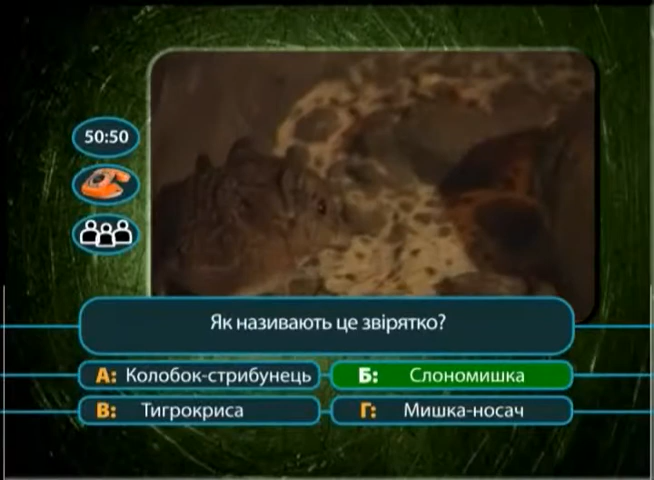 50:50
Як називають це звірятко?
А: Колобок-стрибунець
Б: Слономишка
В: Тигрокриса
Г: Мишка-носач